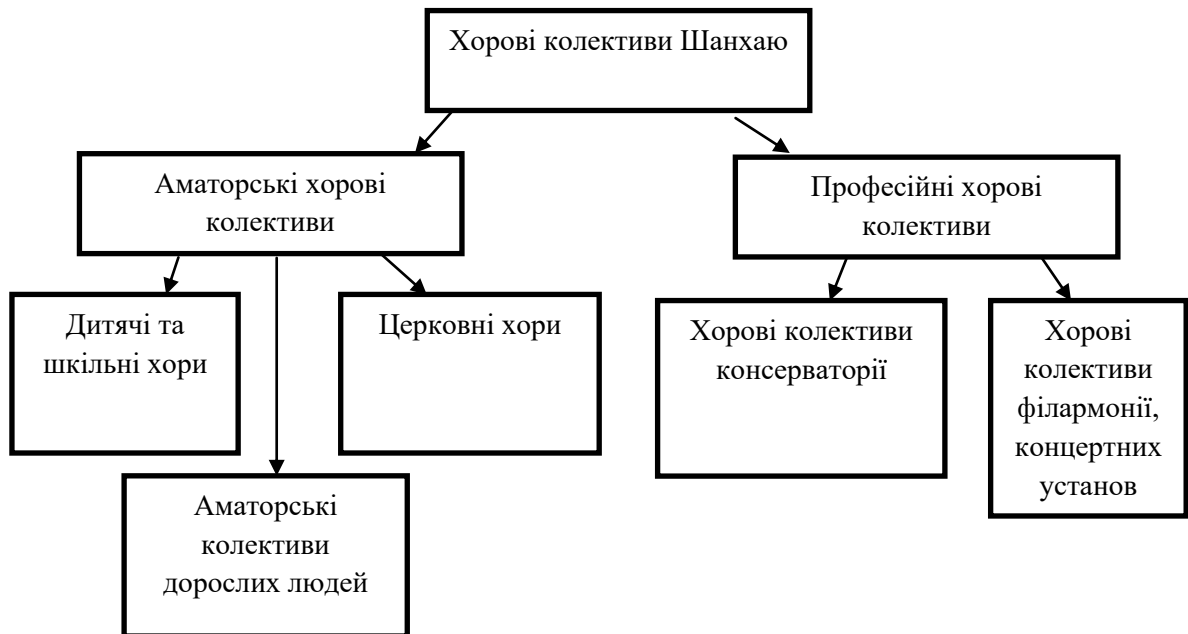 Хорові колективи Шанхаю
Аматорські хорові
колективи
Професійні хорові
колективи
Дитячі та
шкільні хори
Церковні хори
Хорові колективи
консерваторії
Хорові
колективи
філармонії,
концертних
установ
Аматорські
колективи
дорослих людей